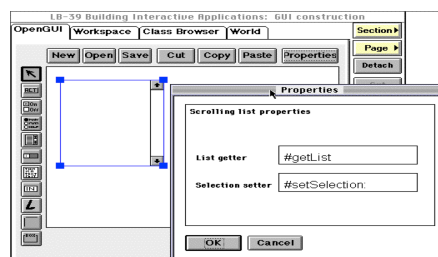 LB-39 Building Interactive Applications: GUI construction
OpenGUI Workspace Class Browser World
Section
Page
Detach
New Open Save Cut Copy Paste Properties
Properties
Scrolling list properties
List getter #getList
Selection setter #setSelection:
OK Cancel